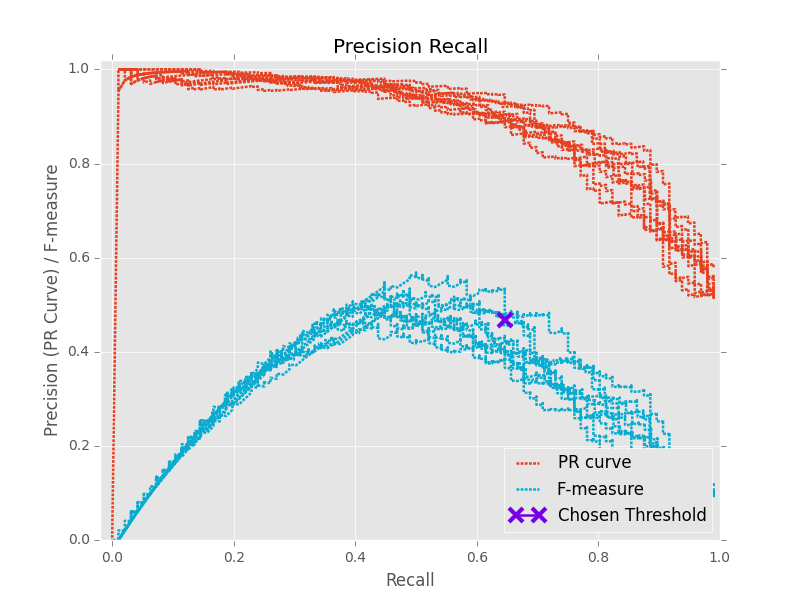 Precision Recall
Precision (PR Curve) / F-measure
1.0
0.8
0.6
0.4
0.2
0.0
0.0 0.2 0.4 0.6 0.8 1.0
Recall
PR curve
F-measure
Chosen Threshold